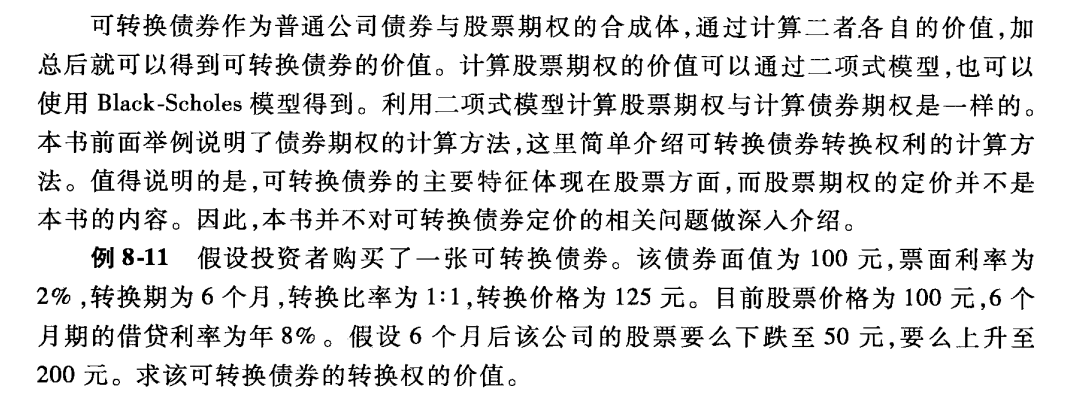 可转换债券作为普通公司债券与股票期权的合成体,通过计算二者各自的价值,加
总后就可以得到可转换债券的价值。计算股票期权的价值可以通过二项式模型,也可以
使用 Black-Scholes 模型得到。利用二项式模型计算股票期权与计算债券期权是一样的。
本书前面举例说明了债券期权的计算方法,这里简单介绍可转换债券转换权利的计算方
法。值得说明的是,可转换债券的主要特征体现在股票方面,而股票期权的定价并不是
本书的内容。因此,本书并不对可转换债券定价的相关问题做深入介绍。
例 8-11 假设投资者购买了一张可转换债券。该债券面值为 100 元,票面利率为
2%,转换期为 6 个月,转换比率为 1:1,转换价格为 125 元。目前股票价格为 100 元,6 个
月期的借贷利率为年 8%。假设 6 个月后该公司的股票要么下跌至 50 元,要么上升至
200 元。求该可转换债券的转换权的价值。